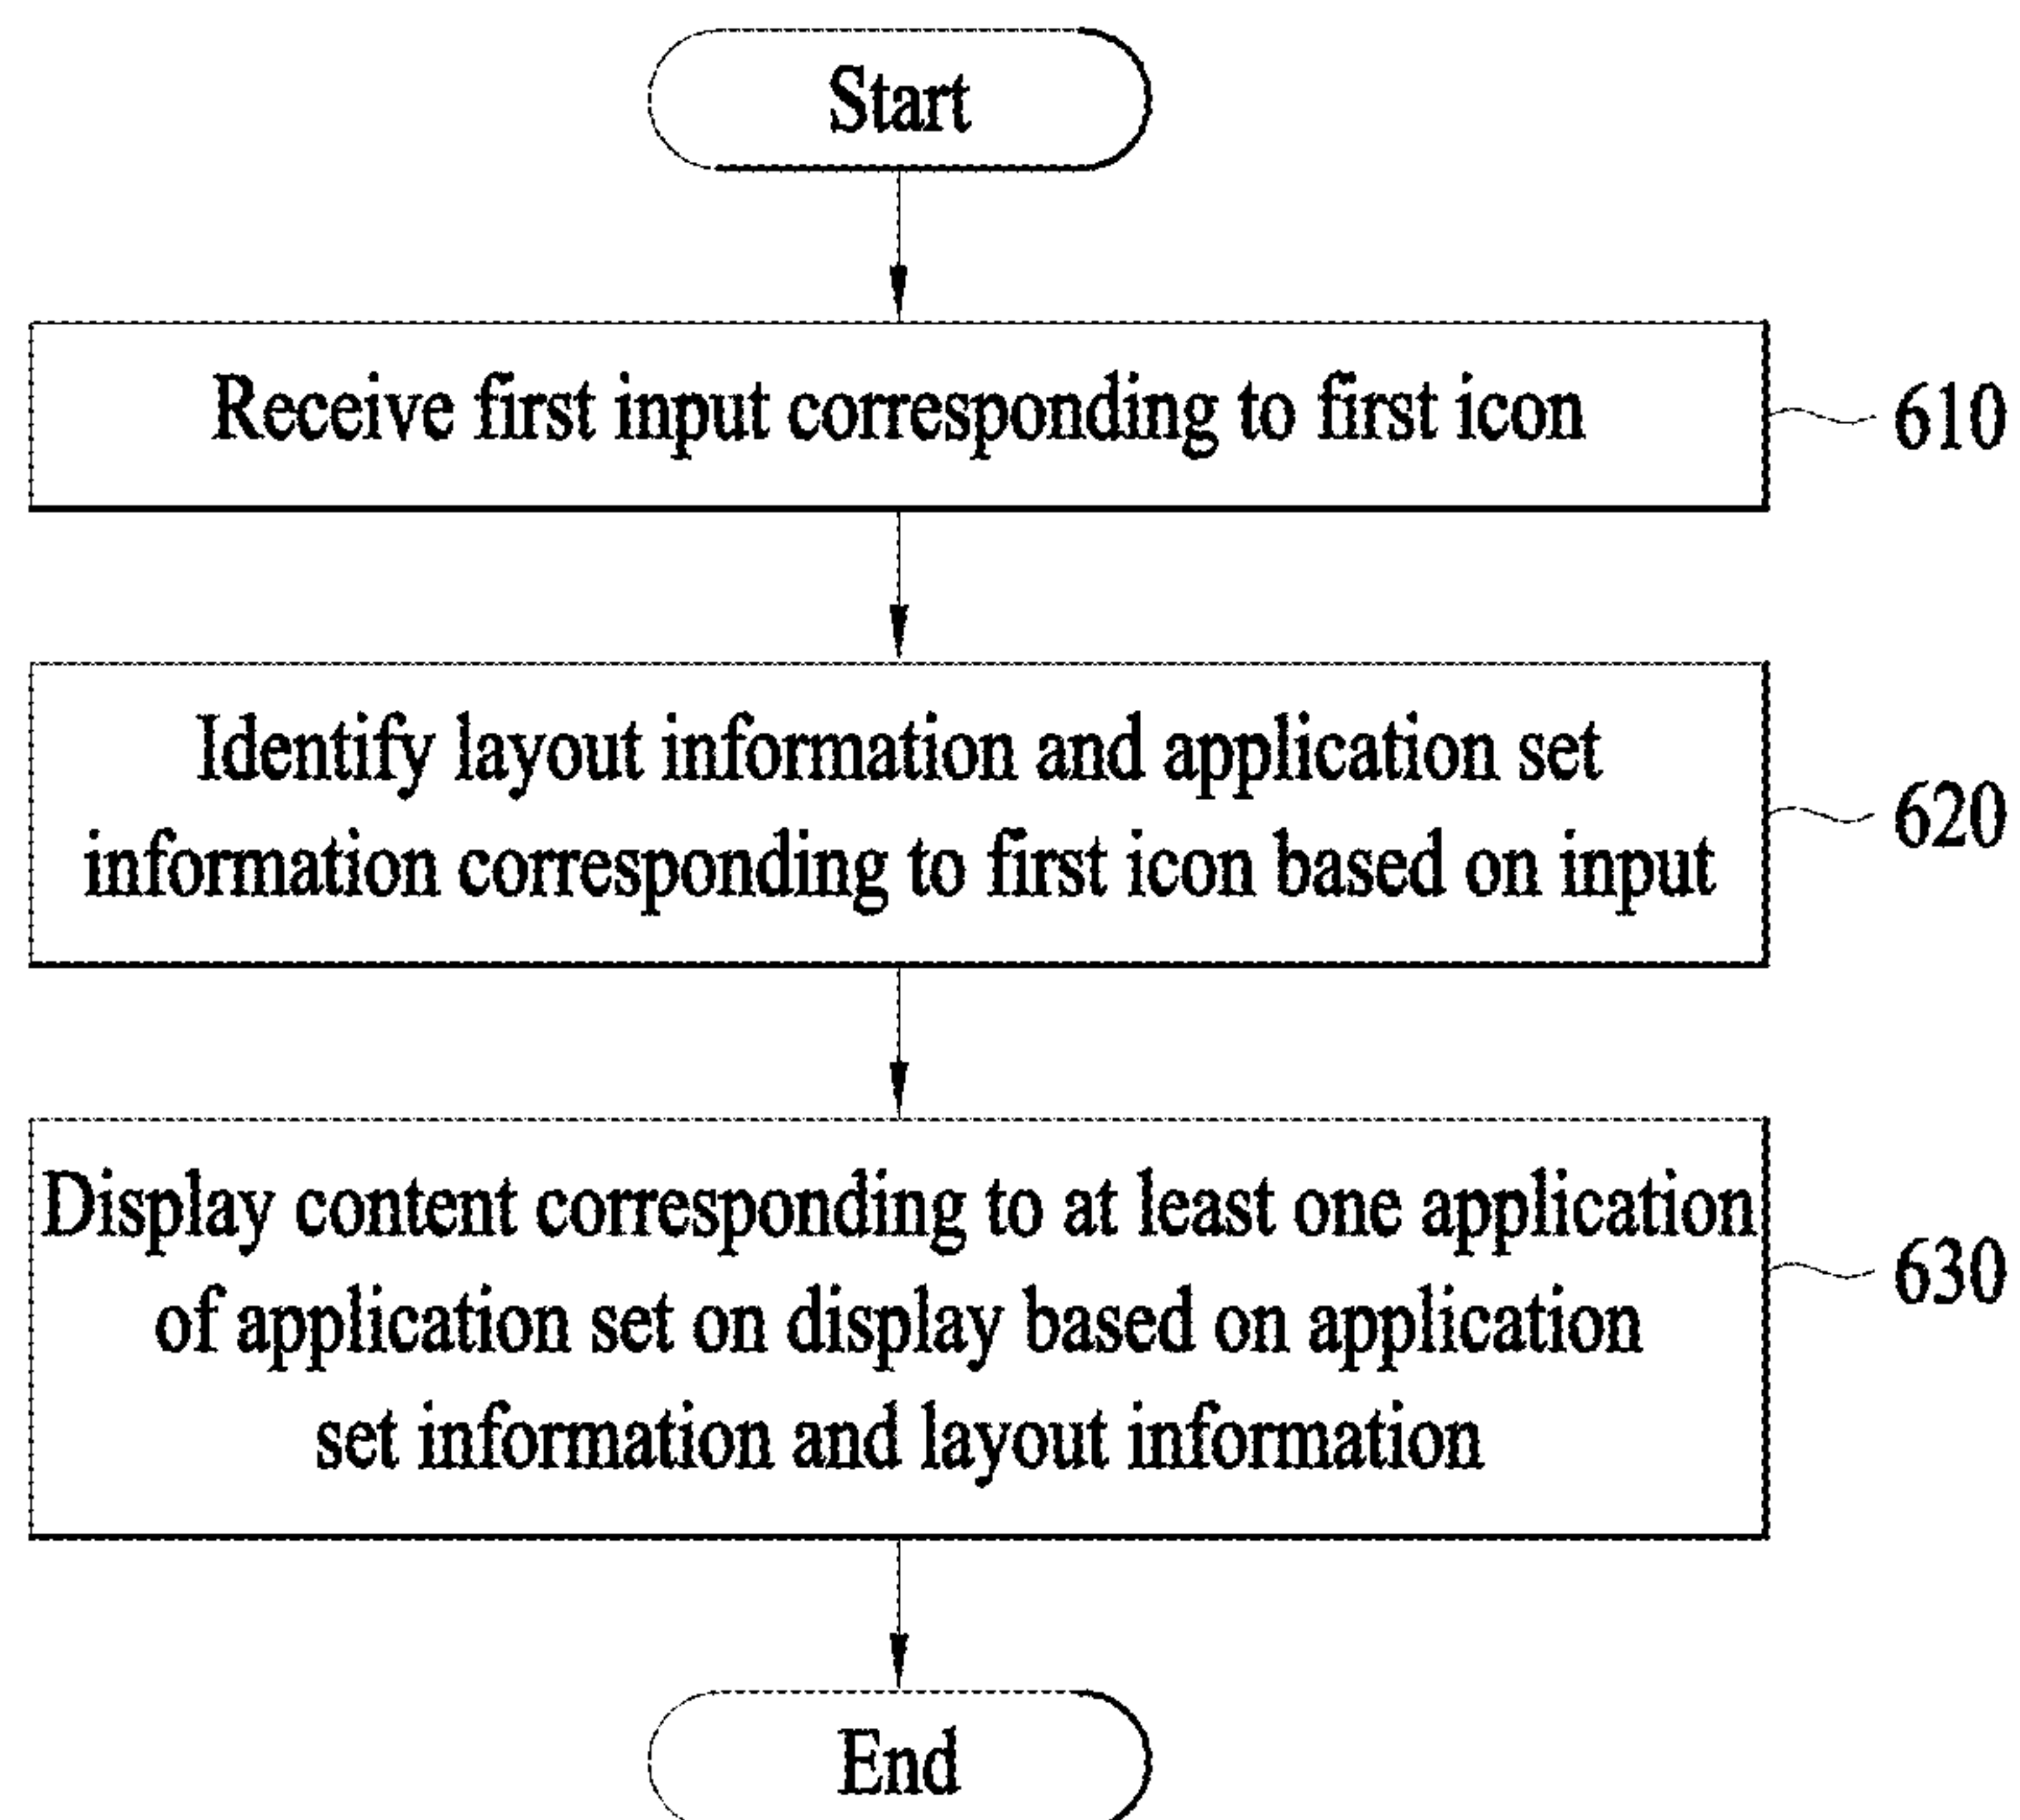 Start
Receive first input corresponding to first icon
610
Identify layout information and application set
information corresponding to first icon based on input
620
Display content corresponding to at least one application
of application set on display based on application
set information and layout information
630
End